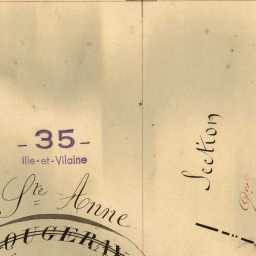 - 35 -
Ille-et-Vilaine
Ste Anne
Section